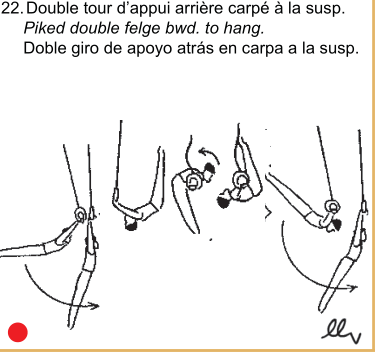 22. Double tour d'appui arrière carpé à la susp.
Piked double felge bwd. to hang.
Doble giro de apoyo atrás en carpa a la susp.